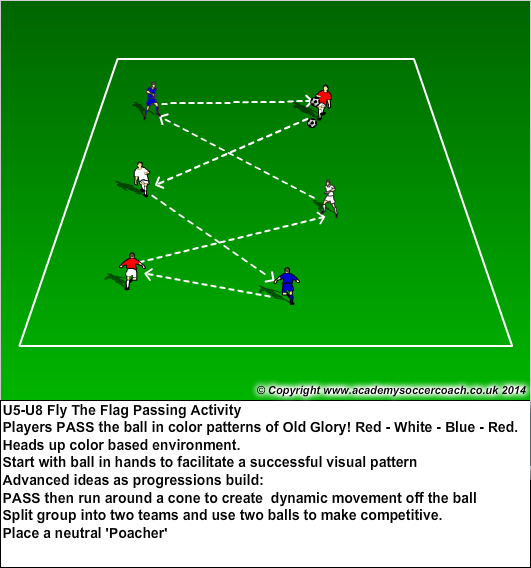 © Copyright www.academysoccercoach.co.uk 2014
U5-U8 Fly The Flag Passing Activity
Players PASS the ball in color patterns of Old Glory! Red - White - Blue - Red.
Heads up color based environment.
Start with ball in hands to facilitate a successful visual pattern
Advanced ideas as progressions build:
PASS then run around a cone to create  dynamic movement off the ball
Split group into two teams and use two balls to make competitive.
Place a neutral 'Poacher'